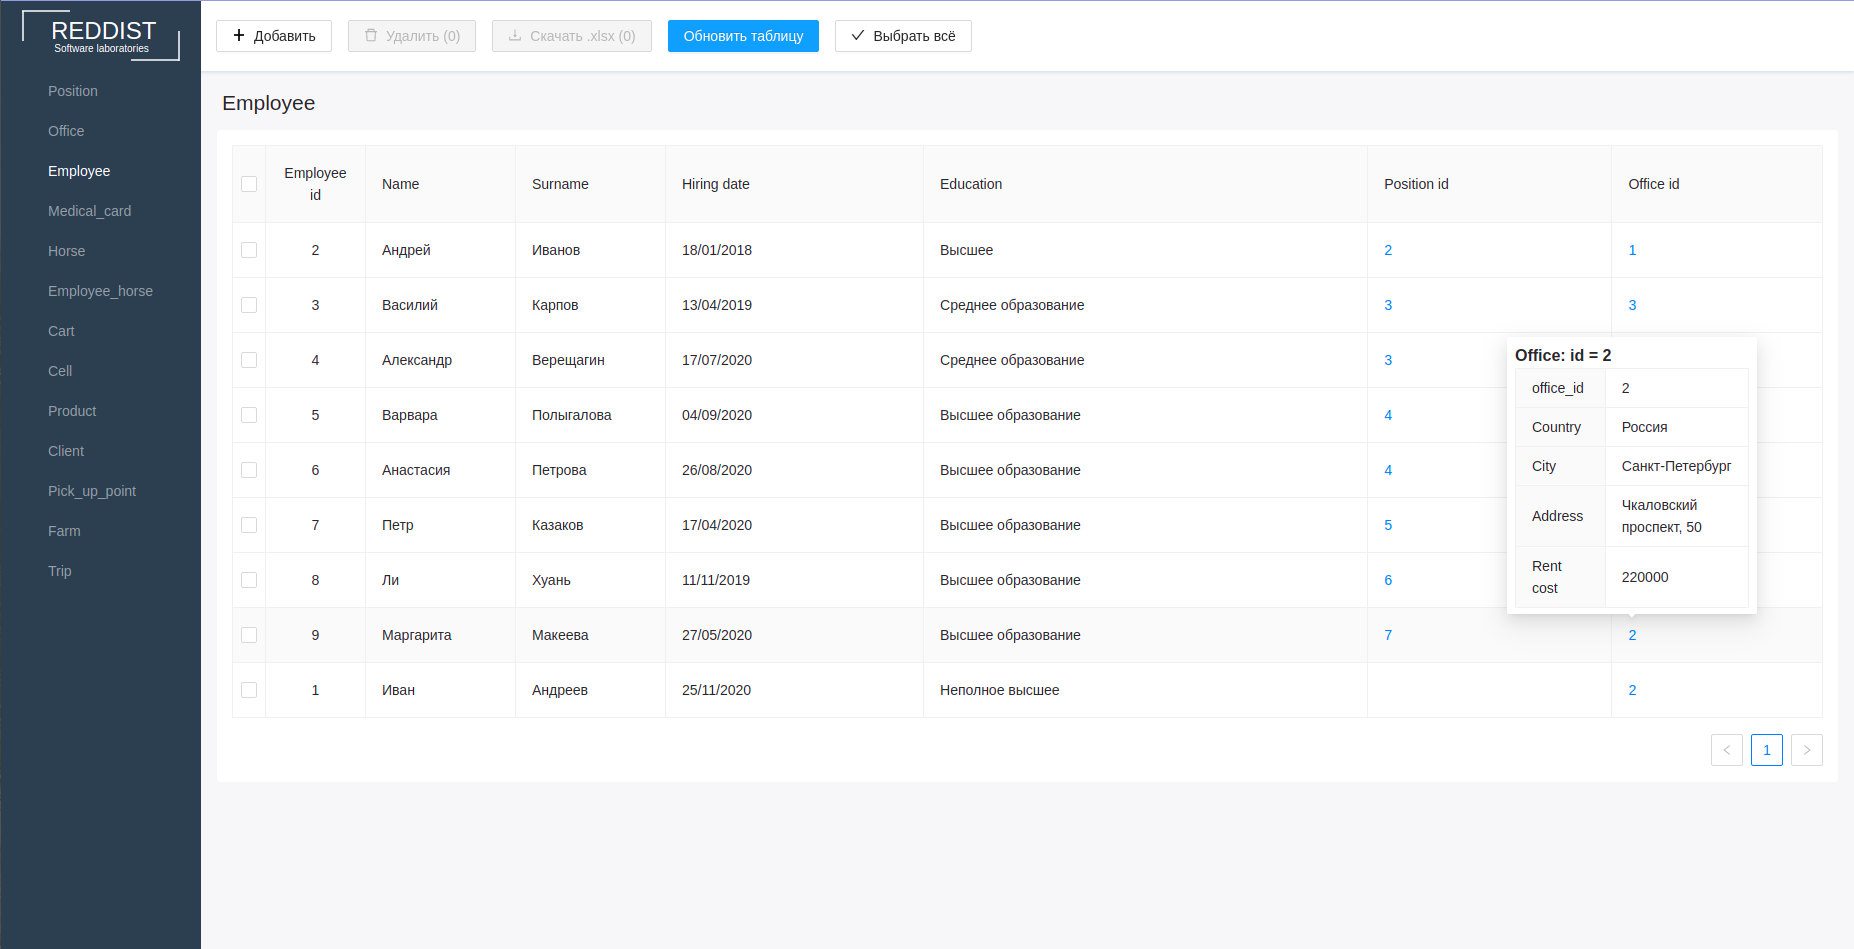 REDDIST
Software laboratories
Position
Office
Employee
Medical_card
Horse
Employee_horse
Cart
Cell
Product
Client
Pick_up_point
Farm
Trip
Добавить Удалить (0) Скачать .xlsx (0) Обновить таблицу Выбрать всё
Employee
Employee id Name Surname Hiring date Education Position id Office id
2 Андрей Иванов 18/01/2018 Высшее 2 1
3 Василий Карпов 13/04/2019 Среднее образование 3 3
4 Александр Верещагин 17/07/2020 Среднее образование 3
5 Варвара Полыгалова 04/09/2020 Высшее образование 4
6 Анастасия Петрова 26/08/2020 Высшее образование 4
7 Петр Казаков 17/04/2020 Высшее образование 5
8 Ли Хуань 11/11/2019 Высшее образование 6
9 Маргарита Макеева 27/05/2020 Высшее образование 7 2
1 Иван Андреев 25/11/2020 Неполное высшее 2
Office: id = 2
office_id 2
Country Россия
City Санкт-Петербург
Address Чкаловский
проспект, 50
Rent
cost 220000
1